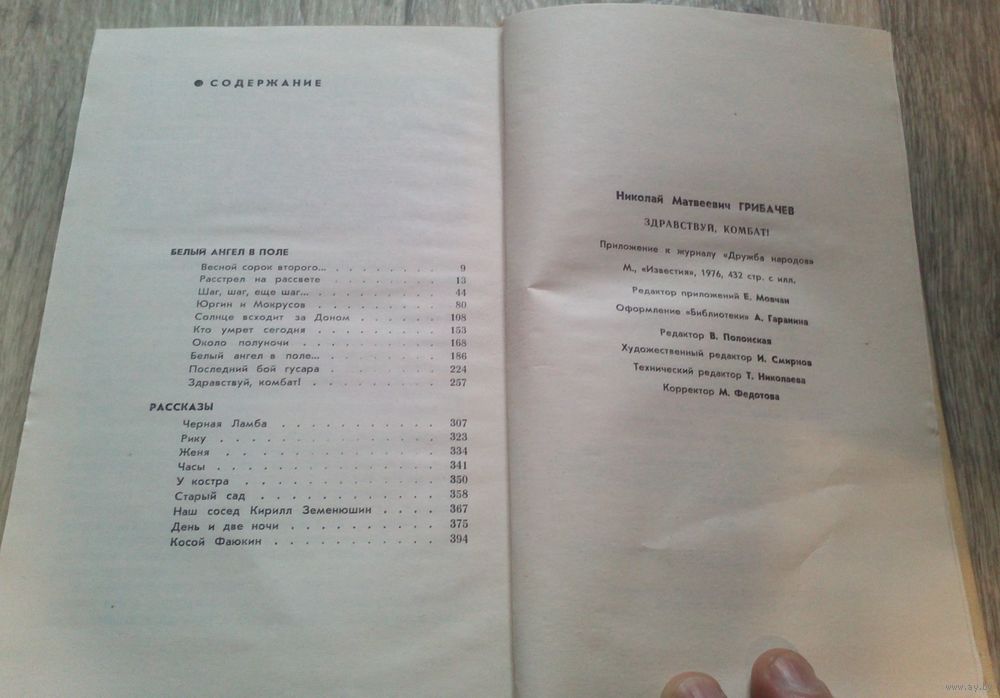 СОДЕРЖАНИЕ
БЕЛЫЙ АНГЕЛ В ПОЛЕ
Весной сорок второго... . . . . . . . . 9
Расстрел на рассвете . . . . . . . . 13
Шаг, шаг, еще шаг... . . . . . . . . 44
Юргин и Мокрусов . . . . . . . . 80
Солнце всходит за Доном . . . . . . 108
Кто умрет сегодня . . . . . . . . 153
Около полуночи . . . . . . . . . 168
Белый ангел в поле... . . . . . . . 186
Последний бой гусара . . . . . . . 224
Здравствуй, комбат! . . . . . . . . 257
РАССКАЗЫ
Черная Ламба . . . . . . . . . . . 307
Рику . . . . . . . . . . . . . . . 323
Женя . . . . . . . . . . . . . . 334
Часы . . . . . . . . . . . . . . 341
У костра . . . . . . . . . . . . 350
Старый сад . . . . . . . . . . . 358
Наш сосед Кирилл Земенюшин . . . . 367
День и две ночи . . . . . . . . . 375
Косой Фаюкин . . . . . . . . . . . 394
Николай Матвеевич ГРИБАЧЕВ
ЗДРАВСТВУЙ, КОМБАТ!
Приложение к журналу «Дружба народов»
М., «Известия», 1976, 432 стр. с илл.
Редактор приложений Е. Мовчан
Оформление «Библиотеки» А. Гаранина
Редактор В. Полонская
Художественный редактор И. Смирнов
Технический редактор Т. Николаева
Корректор М. Федотова
www.ay.by